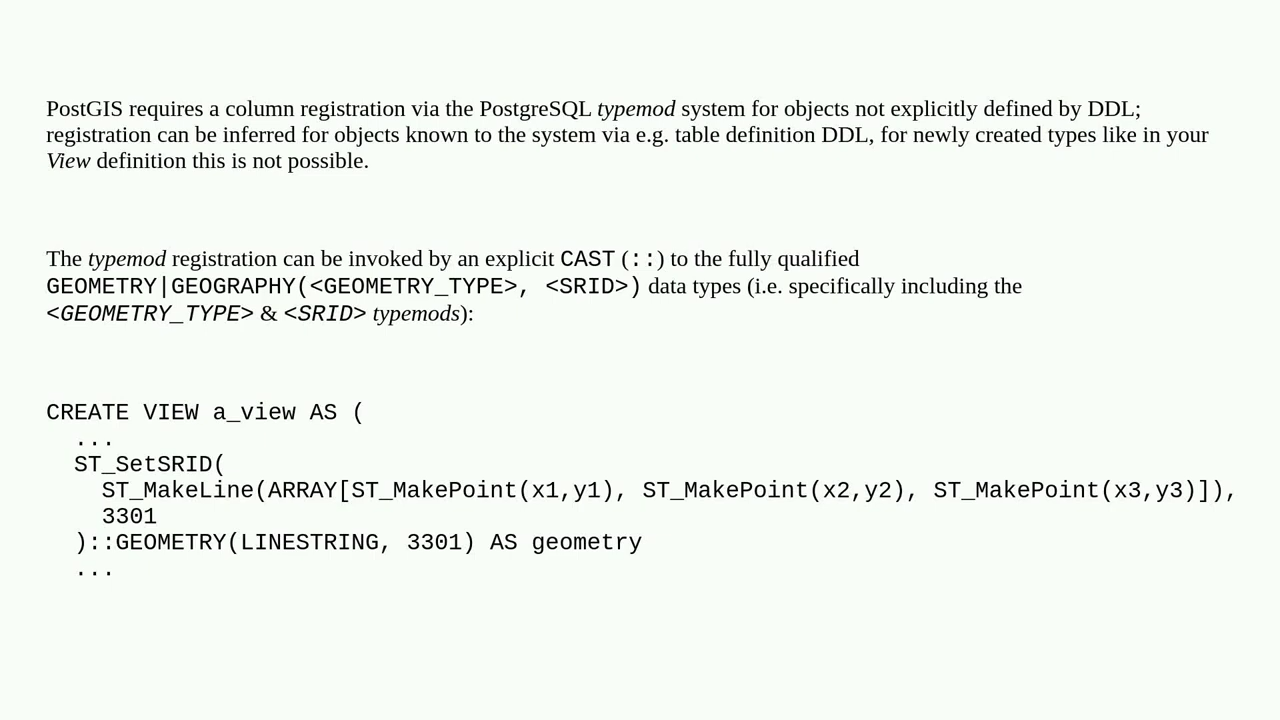 PostGIS requires a column registration via the PostgreSQL typemod system for objects not explicitly defined by DDL;
registration can be inferred for objects known to the system via e.g. table definition DDL, for newly created types like in your
View definition this is not possible.
The typemod registration can be invoked by an explicit CAST (::) to the fully qualified
GEOMETRY|GEOGRAPHY(<GEOMETRY_TYPE>, <SRID>) data types (i.e. specifically including the
<GEOMETRY_TYPE> & <SRID> typemods):
CREATE VIEW a_view AS (
  ...
  ST_SetSRID(
    ST_MakeLine(ARRAY[ST_MakePoint(x1,y1), ST_MakePoint(x2,y2), ST_MakePoint(x3,y3)]),
    3301
  )::GEOMETRY(LINESTRING, 3301) AS geometry
  ...